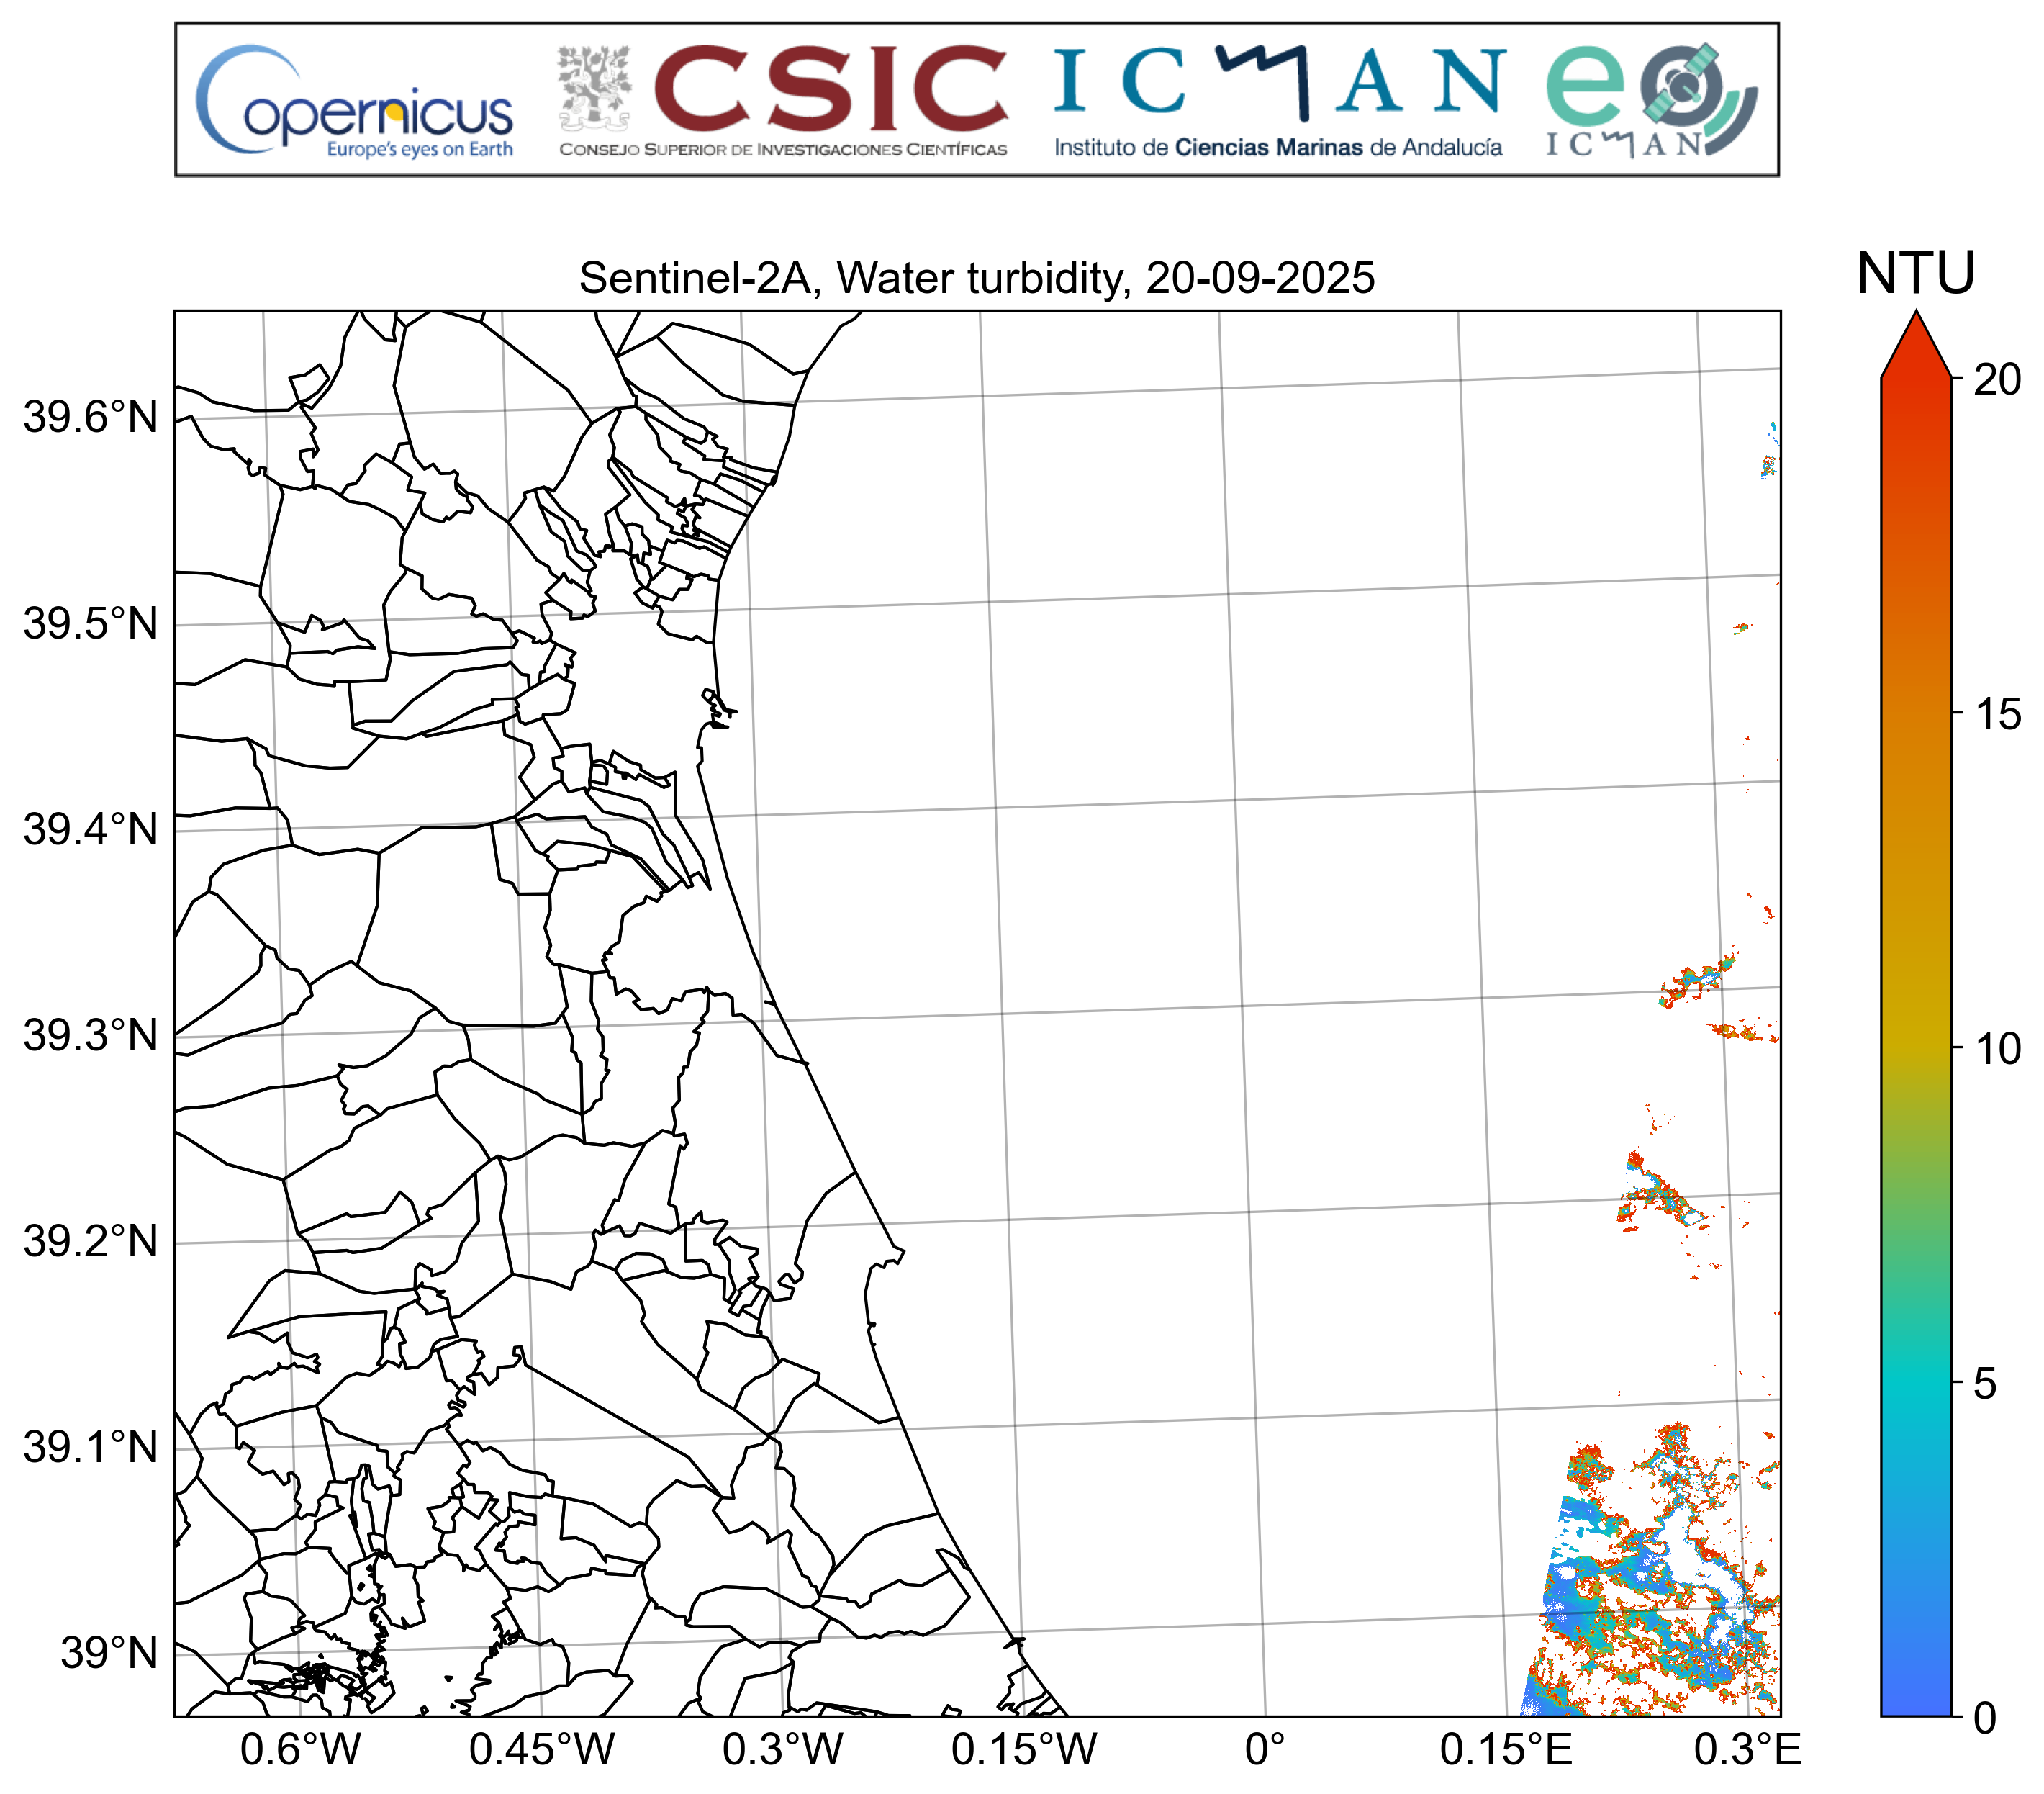 Copernicus
Europe's eyes on Earth
CSIC
CONSEJO SUPERIOR DE INVESTIGACIONES CIENTÍFICAS
ICMAN
Instituto de Ciencias Marinas de Andalucía
eo
ICMAN
Sentinel-2A, Water turbidity, 20-09-2025
NTU
39.6°N
39.5°N
39.4°N
39.3°N
39.2°N
39.1°N
39°N
0.6°W
0.45°W
0.3°W
0.15°W
0°
0.15°E
0.3°E
20
15
10
5
0